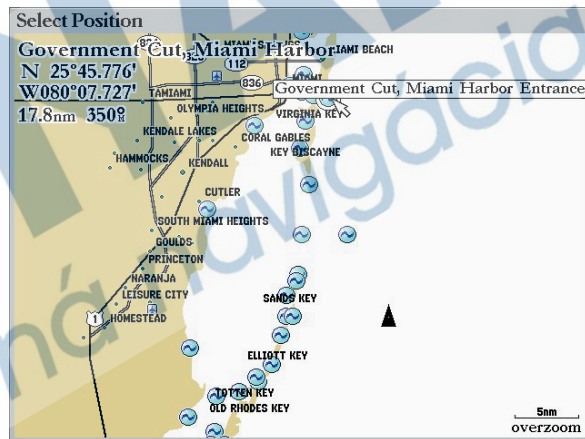 Select Position
Government Cut, Miami Harbor
N 25°45.776'
W080°07.727'
17.8nm 350°M
IAMI BEACH
112
836
MIAMI
Government Cut, Miami Harbor Entrance
TAMIAMI
OLYMPIA HEIGHTS
VIRGINIA KEY
KENDALE LAKES
CORAL GABLES
KEY BISCAYNE
HAMMOCKS
KENDALL
CUTLER
SOUTH MIAMI HEIGHTS
GOULDS
PRINCETON
NARANJA
LEISURE CITY
SANDS KEY
1
HOMESTEAD
ELLIOTT KEY
TOTTEN KEY
OLD RHODES KEY
5nm
overzoom
ná navigácia